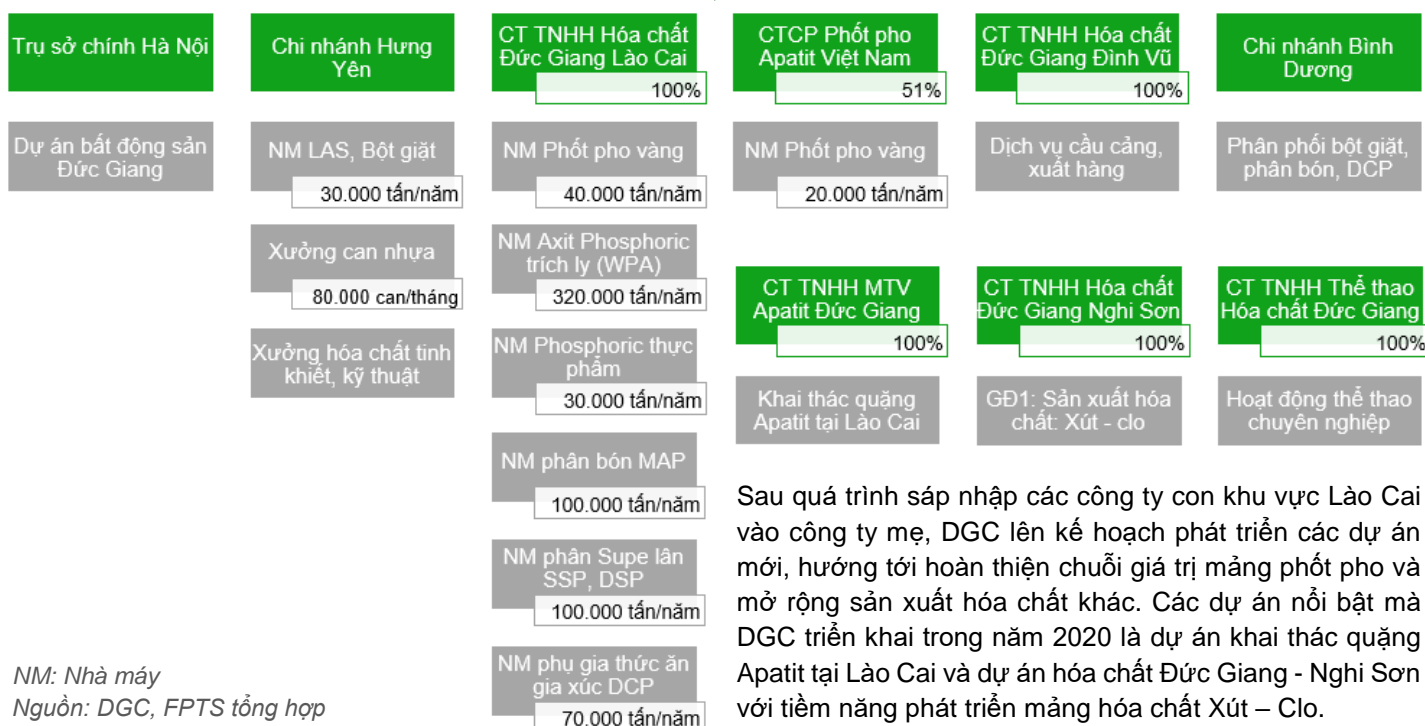 Trụ sở chính Hà Nội
Dự án bất động sản
Đức Giang
Chi nhánh Hưng
Yên
NM LAS, Bột giặt
30.000 tấn/năm
Xưởng can nhựa
80.000 can/tháng
Xưởng hóa chất tinh
khiết, kỹ thuật
CT TNHH Hóa chất
Đức Giang Lào Cai
100%
NM Phốt pho vàng
40.000 tấn/năm
NM Axit Phosphoric
trích ly (WPA)
320.000 tấn/năm
NM Phosphoric thực
phẩm
30.000 tấn/năm
NM phân bón MAP
100.000 tấn/năm
NM phân Supe lân
SSP, DSP
100.000 tấn/năm
NM phụ gia thức ăn
gia xúc DCP
70.000 tấn/năm
CTCP Phốt pho
Apatit Việt Nam
51%
NM Phốt pho vàng
20.000 tấn/năm
CT TNHH Hóa chất
Đức Giang Đình Vũ
100%
Dịch vụ cầu cảng,
xuất hàng
Chi nhánh Bình
Dương
Phân phối bột giặt,
phân bón, DCP
CT TNHH MTV
Apatit Đức Giang
100%
Khai thác quặng
Apatit tại Lào Cai
CT TNHH Hóa chất
Đức Giang Nghi Sơn
100%
GĐ1: Sản xuất hóa
chất: Xút - clo
CT TNHH Thể thao
Hóa chất Đức Giang
100%
Hoạt động thể thao
chuyên nghiệp
Sau quá trình sáp nhập các công ty con khu vực Lào Cai
vào công ty mẹ, DGC lên kế hoạch phát triển các dự án
mới, hướng tới hoàn thiện chuỗi giá trị mảng phốt pho và
mở rộng sản xuất hóa chất khác. Các dự án nổi bật mà
DGC triển khai trong năm 2020 là dự án khai thác quặng
Apatit tại Lào Cai và dự án hóa chất Đức Giang - Nghi Sơn
với tiềm năng phát triển mảng hóa chất Xút – Clo.
NM: Nhà máy
Nguồn: DGC, FPTS tổng hợp